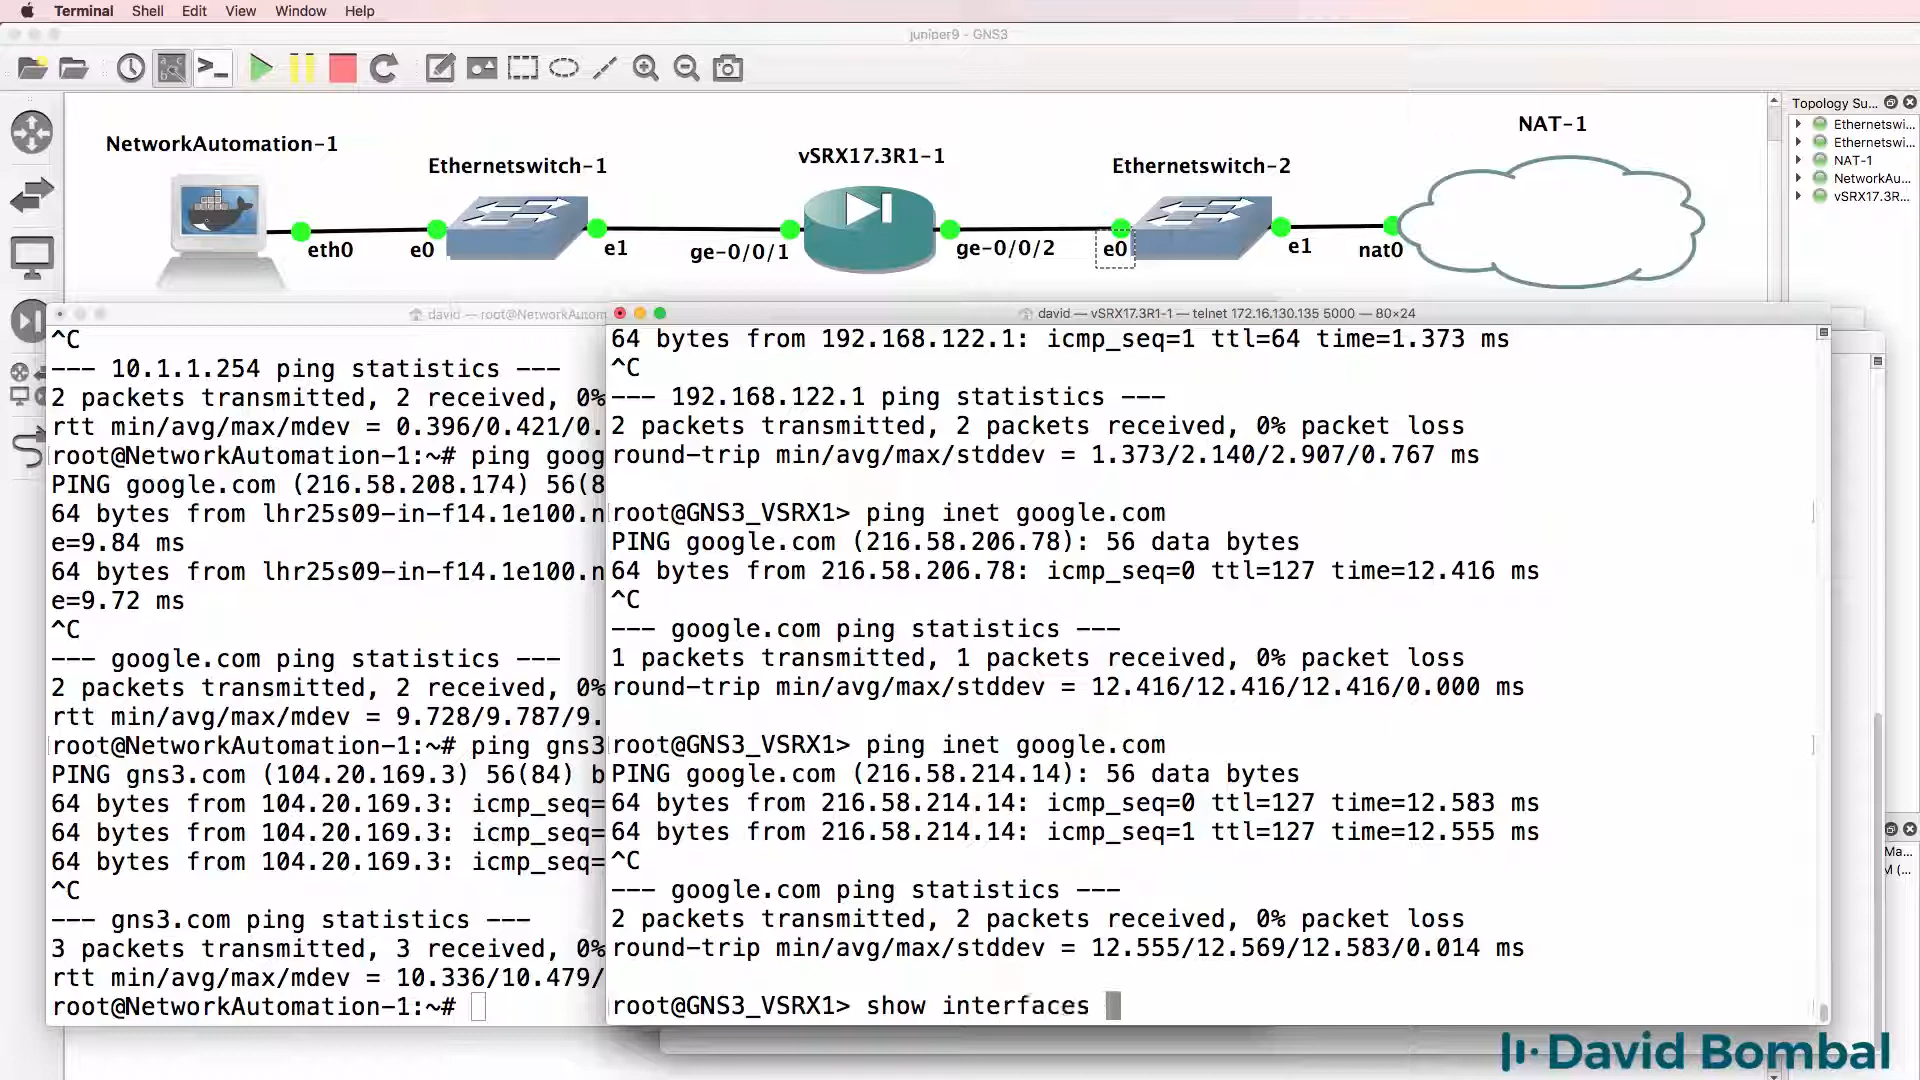 Terminal Shell Edit View Window Help
juniper9 - GNS3
Topology Su...
Ethernetswi...
Ethernetswi...
NAT-1
NetworkAu...
vSRX17.3R...
NetworkAutomation-1
Ethernetswitch-1
vSRX17.3R1-1
Ethernetswitch-2
NAT-1
eth0
e0
e1
ge-0/0/1
ge-0/0/2
e0
e1
nat0
david — root@NetworkAutom
^C
--- 10.1.1.254 ping statistics ---
2 packets transmitted, 2 received, 0%
rtt min/avg/max/mdev = 0.396/0.421/0.
root@NetworkAutomation-1:~# ping goog
PING google.com (216.58.208.174) 56(8
64 bytes from lhr25s09-in-f14.1e100.n
e=9.84 ms
64 bytes from lhr25s09-in-f14.1e100.n
e=9.72 ms
^C
--- google.com ping statistics ---
2 packets transmitted, 2 received, 0%
rtt min/avg/max/mdev = 9.728/9.787/9.
root@NetworkAutomation-1:~# ping gns3
PING gns3.com (104.20.169.3) 56(84) b
64 bytes from 104.20.169.3: icmp_seq=
64 bytes from 104.20.169.3: icmp_seq=
64 bytes from 104.20.169.3: icmp_seq=
^C
--- gns3.com ping statistics ---
3 packets transmitted, 3 received, 0%
rtt min/avg/max/mdev = 10.336/10.479/
root@NetworkAutomation-1:~#
david — vSRX17.3R1-1 — telnet 172.16.130.135 5000 — 80×24
64 bytes from 192.168.122.1: icmp_seq=1 ttl=64 time=1.373 ms
^C
--- 192.168.122.1 ping statistics ---
2 packets transmitted, 2 packets received, 0% packet loss
round-trip min/avg/max/stddev = 1.373/2.140/2.907/0.767 ms
root@GNS3_VSRX1> ping inet google.com
PING google.com (216.58.206.78): 56 data bytes
64 bytes from 216.58.206.78: icmp_seq=0 ttl=127 time=12.416 ms
^C
--- google.com ping statistics ---
1 packets transmitted, 1 packets received, 0% packet loss
round-trip min/avg/max/stddev = 12.416/12.416/12.416/0.000 ms
root@GNS3_VSRX1> ping inet google.com
PING google.com (216.58.214.14): 56 data bytes
64 bytes from 216.58.214.14: icmp_seq=0 ttl=127 time=12.583 ms
64 bytes from 216.58.214.14: icmp_seq=1 ttl=127 time=12.555 ms
^C
--- google.com ping statistics ---
2 packets transmitted, 2 packets received, 0% packet loss
round-trip min/avg/max/stddev = 12.555/12.569/12.583/0.014 ms
root@GNS3_VSRX1> show interfaces
Ma...
M (...
David Bombal